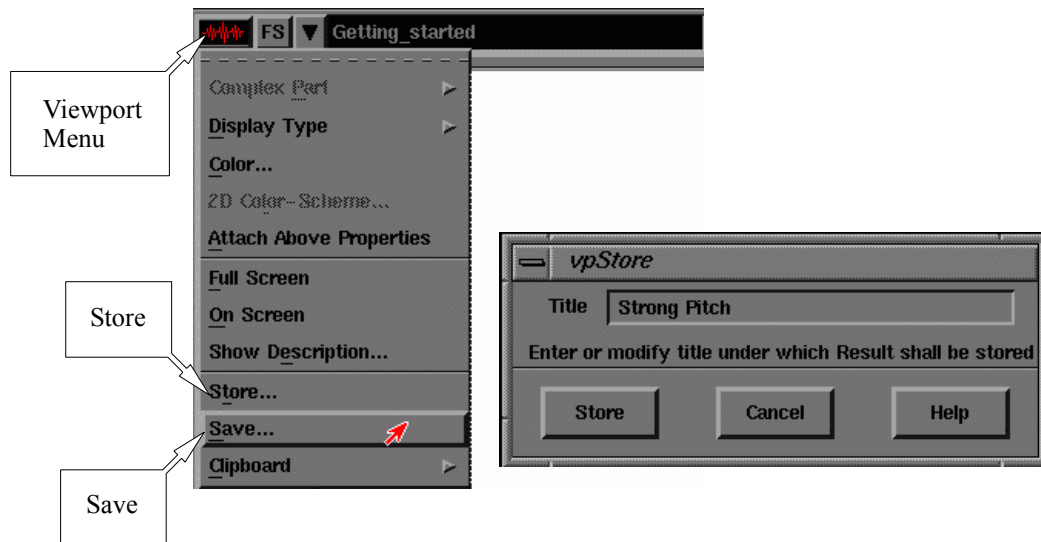 FS Getting_started
Viewport
Menu
Complex Part
Display Type
Color...
2D Color-Scheme...
Attach Above Properties
Full Screen
On Screen
Show Description...
Store
Store...
Save...
Clipboard
Save
vpStore
Title Strong Pitch
Enter or modify title under which Result shall be stored
Store Cancel Help